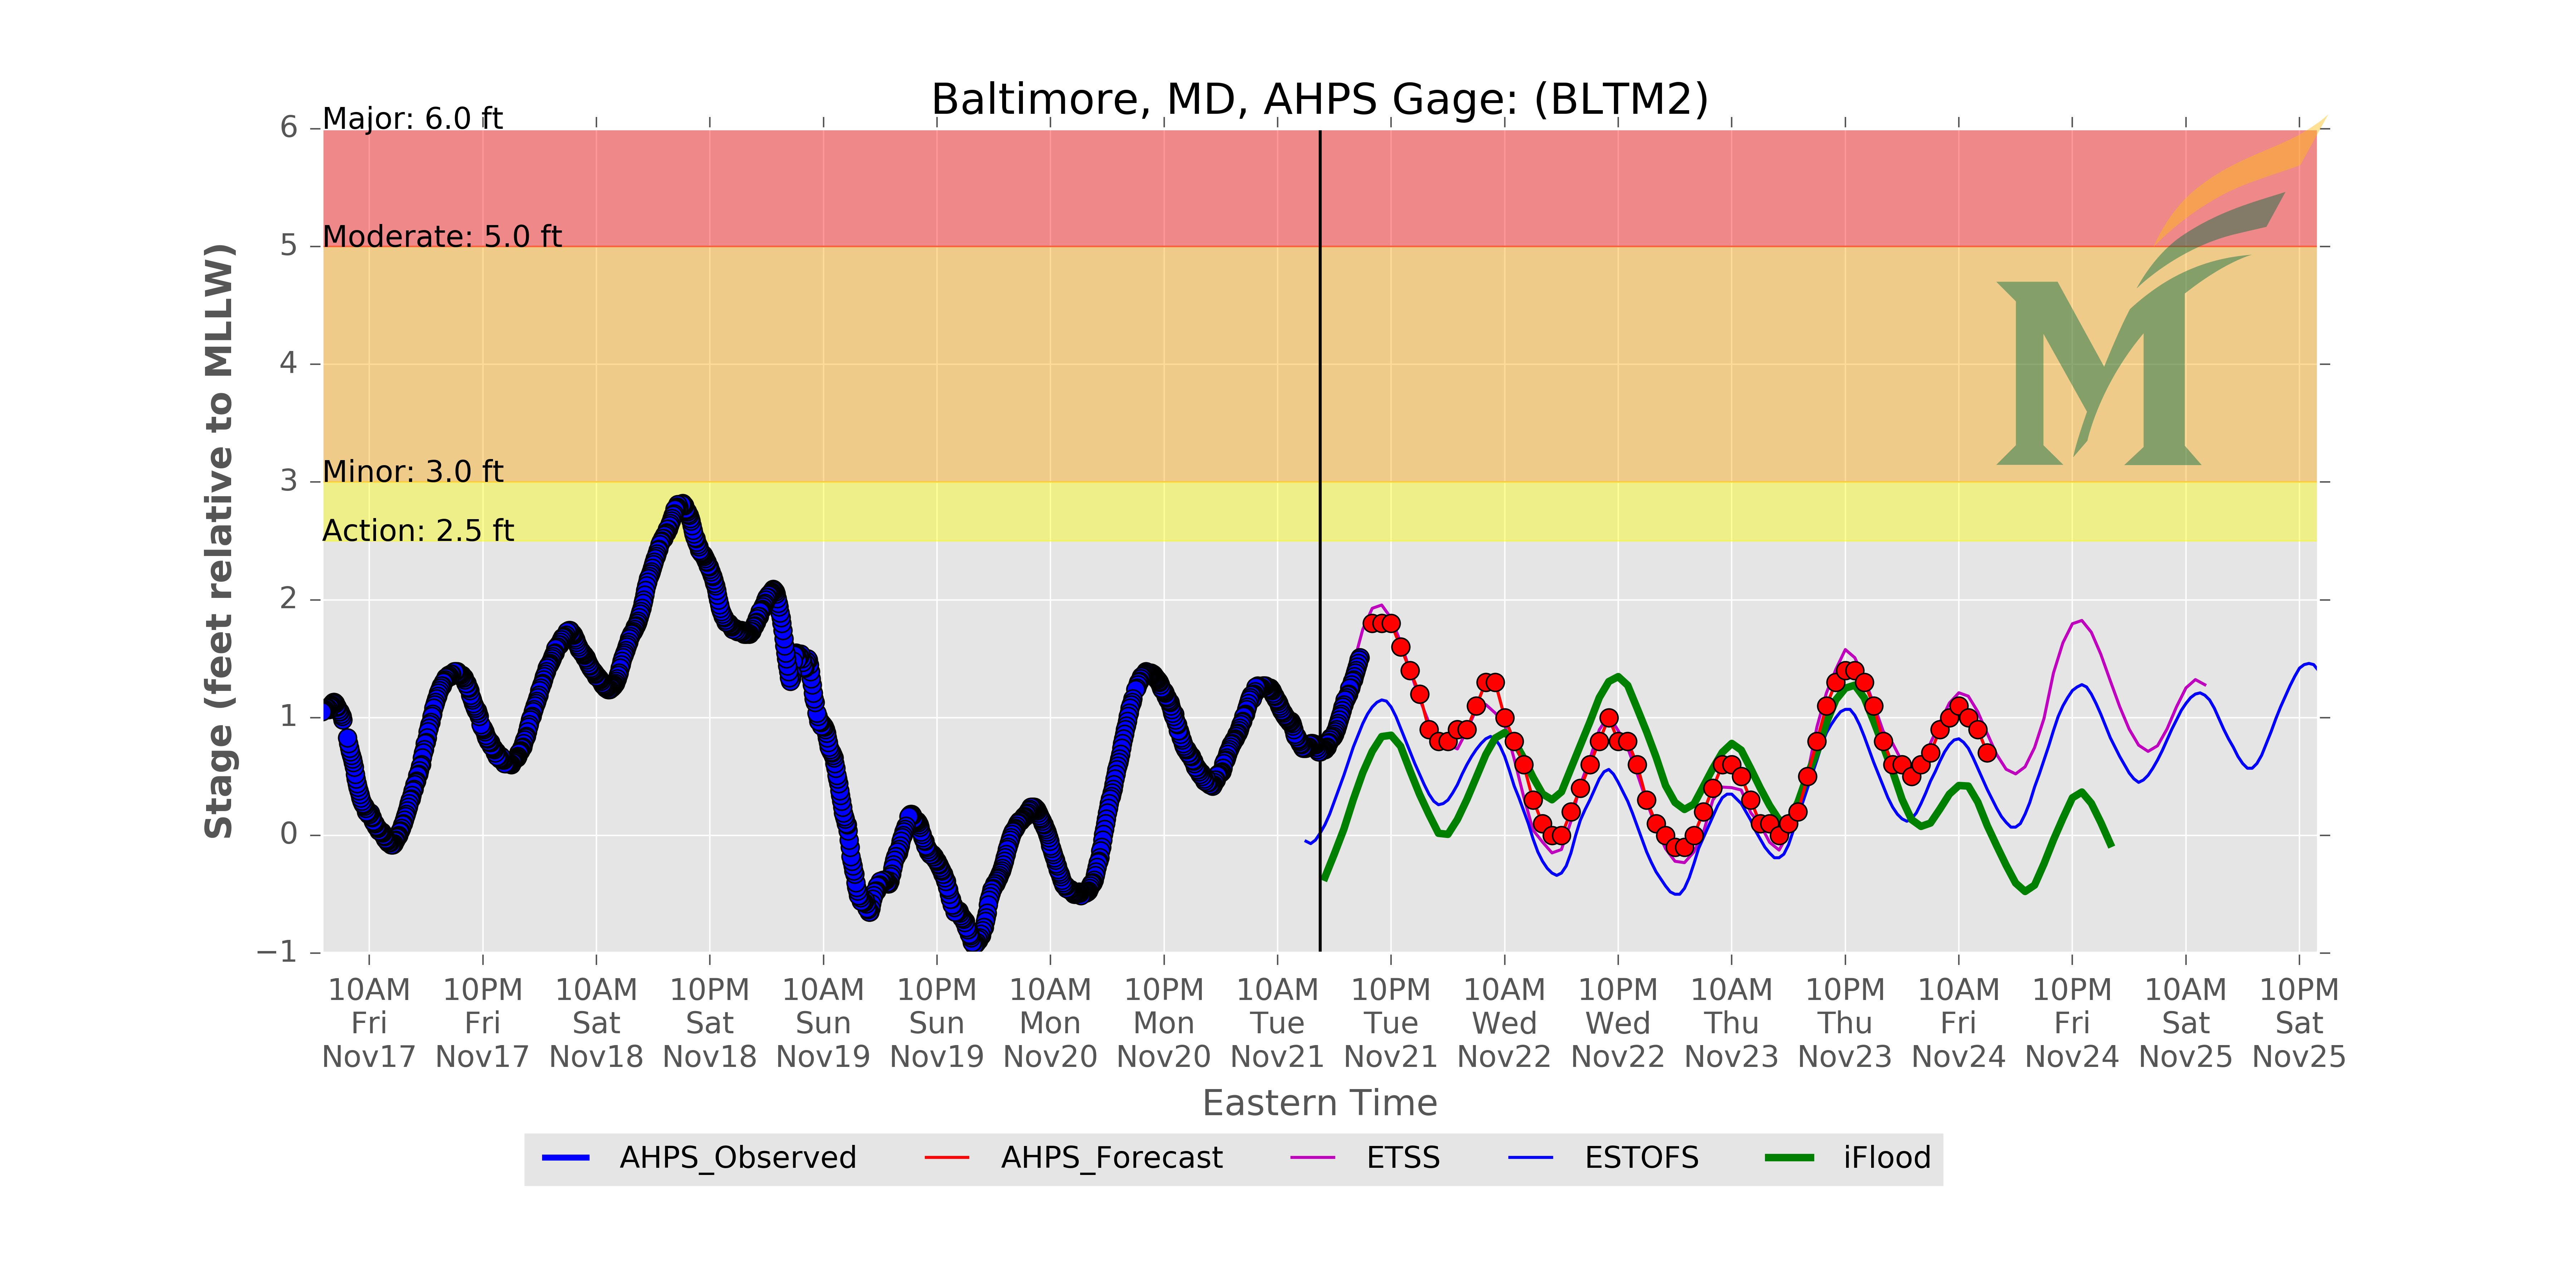 Baltimore, MD, AHPS Gage: (BLTM2)
Major: 6.0 ft
Moderate: 5.0 ft
Minor: 3.0 ft
Action: 2.5 ft
6
5
4
3
2
1
0
−1
Stage (feet relative to MLLW)
10AM 10PM 10AM 10PM 10AM 10PM 10AM 10PM 10AM 10PM 10AM 10PM 10AM 10PM 10AM 10PM 10AM 10PM
Fri Fri Sat Sat Sun Sun Mon Mon Tue Tue Wed Wed Thu Thu Fri Fri Sat Sat
Nov17 Nov17 Nov18 Nov18 Nov19 Nov19 Nov20 Nov20 Nov21 Nov21 Nov22 Nov22 Nov23 Nov23 Nov24 Nov24 Nov25 Nov25
Eastern Time
AHPS_Observed AHPS_Forecast ETSS ESTOFS iFlood
M